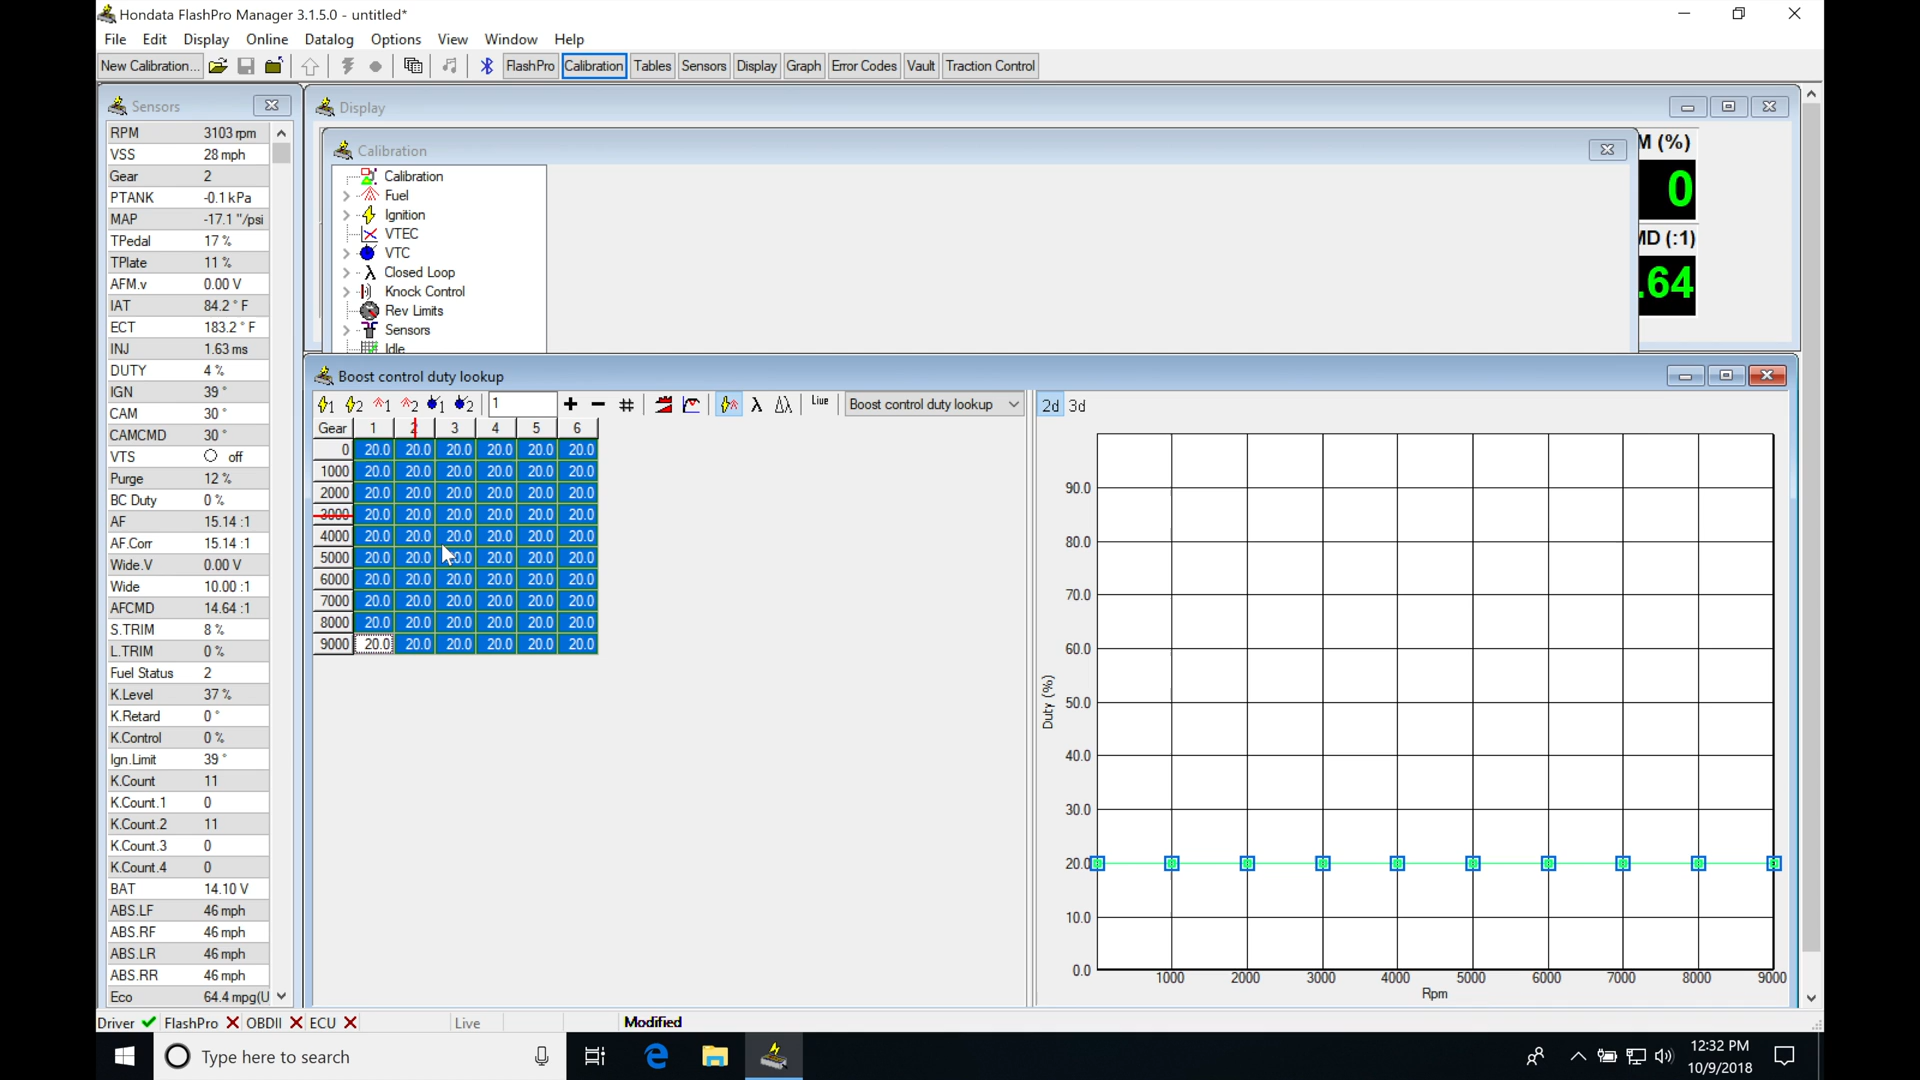 Hondata FlashPro Manager 3.1.5.0 - untitled*
File Edit Display Online Datalog Options View Window Help
New Calibration... FlashPro Calibration Tables Sensors Display Graph Error Codes Vault Traction Control
Sensors
RPM 3103 rpm
VSS 28 mph
Gear 2
PTANK -0.1 kPa
MAP -17.1 "/psi
TPedal 17 %
TPlate 11 %
AFM.v 0.00 V
IAT 84.2 ° F
ECT 183.2 ° F
INJ 1.63 ms
DUTY 4 %
IGN 39 °
CAM 30 °
CAMCMD 30 °
VTS off
Purge 12 %
BC Duty 0 %
AF 15.14 :1
AF.Corr 15.14 :1
Wide.V 0.00 V
Wide 10.00 :1
AFCMD 14.64 :1
S.TRIM 8 %
L.TRIM 0 %
Fuel Status 2
K.Level 37 %
K.Retard 0 °
K.Control 0 %
Ign.Limit 39 °
K.Count 11
K.Count.1 0
K.Count.2 11
K.Count.3 0
K.Count.4 0
BAT 14.10 V
ABS.LF 46 mph
ABS.RF 46 mph
ABS.LR 46 mph
ABS.RR 46 mph
Eco 64.4 mpg(U
Display
M (%)
0
MD (:1)
.64
Calibration
Calibration
Fuel
Ignition
VTEC
VTC
Closed Loop
Knock Control
Rev Limits
Sensors
Idle
Boost control duty lookup
1 2 1 2 1 2 1 Live Boost control duty lookup 2d 3d
Gear 1 2 3 4 5 6
0 20.0 20.0 20.0 20.0 20.0 20.0
1000 20.0 20.0 20.0 20.0 20.0 20.0
2000 20.0 20.0 20.0 20.0 20.0 20.0
3000 20.0 20.0 20.0 20.0 20.0 20.0
4000 20.0 20.0 20.0 20.0 20.0 20.0
5000 20.0 20.0 20.0 20.0 20.0 20.0
6000 20.0 20.0 20.0 20.0 20.0 20.0
7000 20.0 20.0 20.0 20.0 20.0 20.0
8000 20.0 20.0 20.0 20.0 20.0 20.0
9000 20.0 20.0 20.0 20.0 20.0 20.0
90.0
80.0
70.0
60.0
50.0
40.0
30.0
20.0
10.0
0.0
Duty (%)
1000 2000 3000 4000 5000 6000 7000 8000 9000
Rpm
Driver FlashPro OBDII ECU Live Modified
Type here to search
12:32 PM
10/9/2018